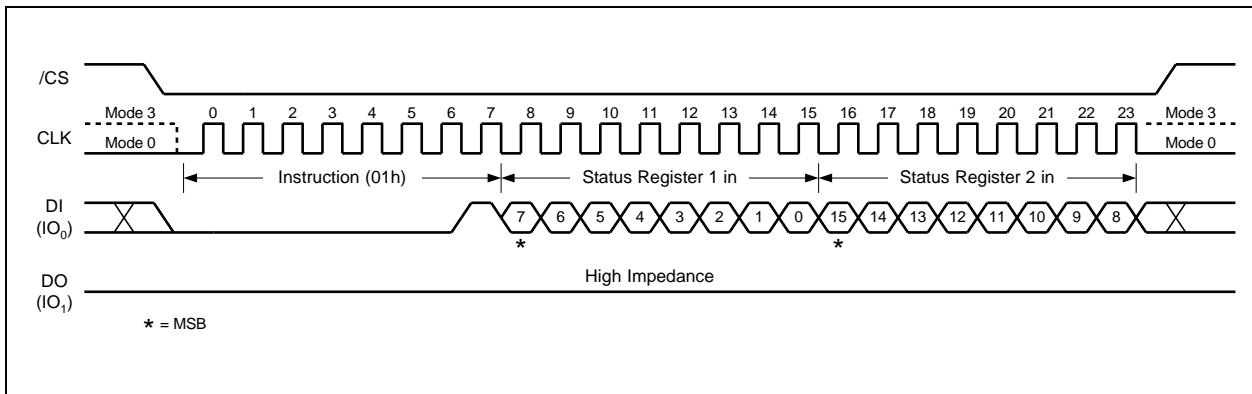 /CS
Mode 3 0 1 2 3 4 5 6 7 8 9 10 11 12 13 14 15 16 17 18 19 20 21 22 23 Mode 3
CLK Mode 0 Mode 0
Instruction (01h) Status Register 1 in Status Register 2 in
DI
(IO₀) 7 6 5 4 3 2 1 0 15 14 13 12 11 10 9 8
* *
High Impedance
DO
(IO₁)
* = MSB